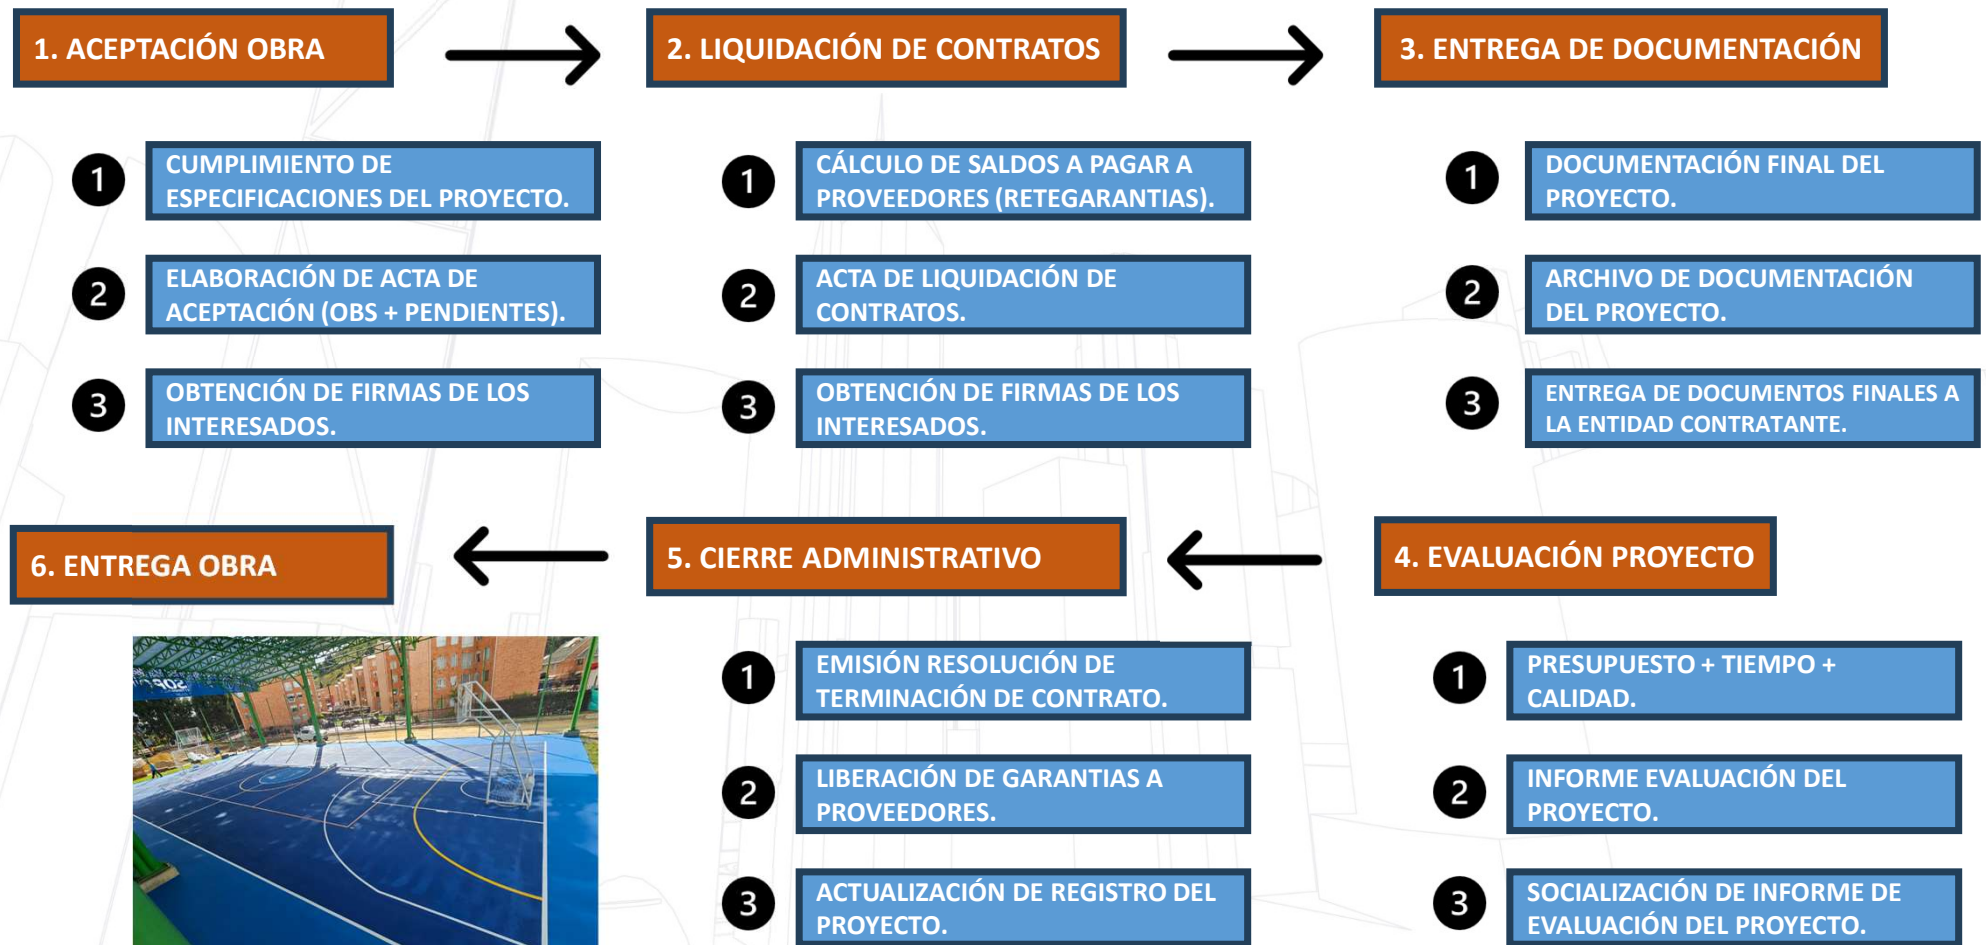 1. ACEPTACIÓN OBRA
2. LIQUIDACIÓN DE CONTRATOS
3. ENTREGA DE DOCUMENTACIÓN
1
CUMPLIMIENTO DE
ESPECIFICACIONES DEL PROYECTO.
2
ELABORACIÓN DE ACTA DE
ACEPTACIÓN (OBS + PENDIENTES).
3
OBTENCIÓN DE FIRMAS DE LOS
INTERESADOS.
1
CÁLCULO DE SALDOS A PAGAR A
PROVEEDORES (RETEGARANTIAS).
2
ACTA DE LIQUIDACIÓN DE
CONTRATOS.
3
OBTENCIÓN DE FIRMAS DE LOS
INTERESADOS.
1
DOCUMENTACIÓN FINAL DEL
PROYECTO.
2
ARCHIVO DE DOCUMENTACIÓN
DEL PROYECTO.
3
ENTREGA DE DOCUMENTOS FINALES A
LA ENTIDAD CONTRATANTE.
4. EVALUACIÓN PROYECTO
1
PRESUPUESTO + TIEMPO +
CALIDAD.
2
INFORME EVALUACIÓN DEL
PROYECTO.
3
SOCIALIZACIÓN DE INFORME DE
EVALUACIÓN DEL PROYECTO.
5. CIERRE ADMINISTRATIVO
1
EMISIÓN RESOLUCIÓN DE
TERMINACIÓN DE CONTRATO.
2
LIBERACIÓN DE GARANTIAS A
PROVEEDORES.
3
ACTUALIZACIÓN DE REGISTRO DEL
PROYECTO.
6. ENTREGA OBRA